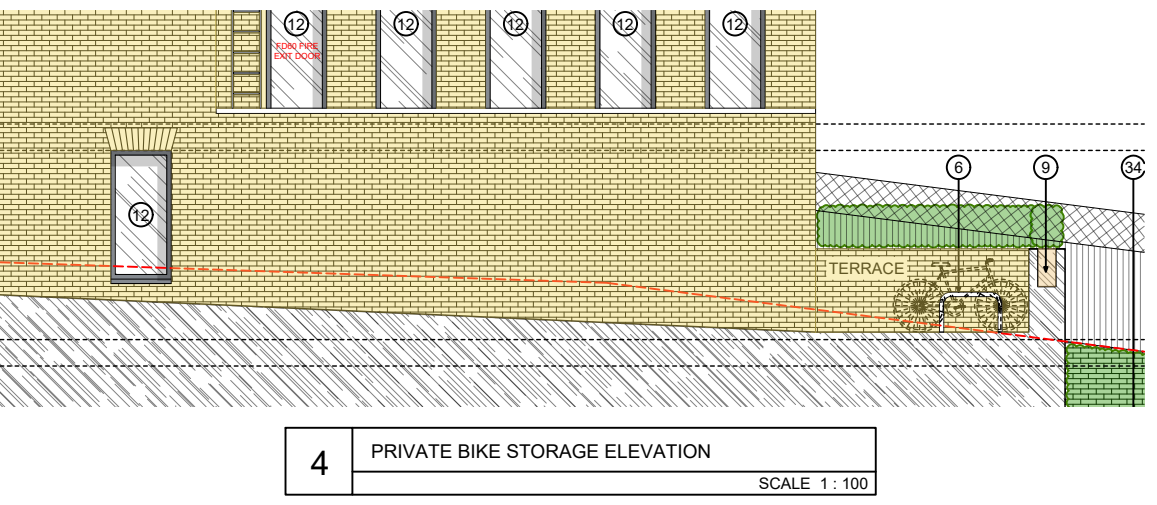 12 12 12 12 12
FD60 FIRE
EXIT DOOR
6 9 34
12
TERRACE
4 PRIVATE BIKE STORAGE ELEVATION
SCALE 1 : 100